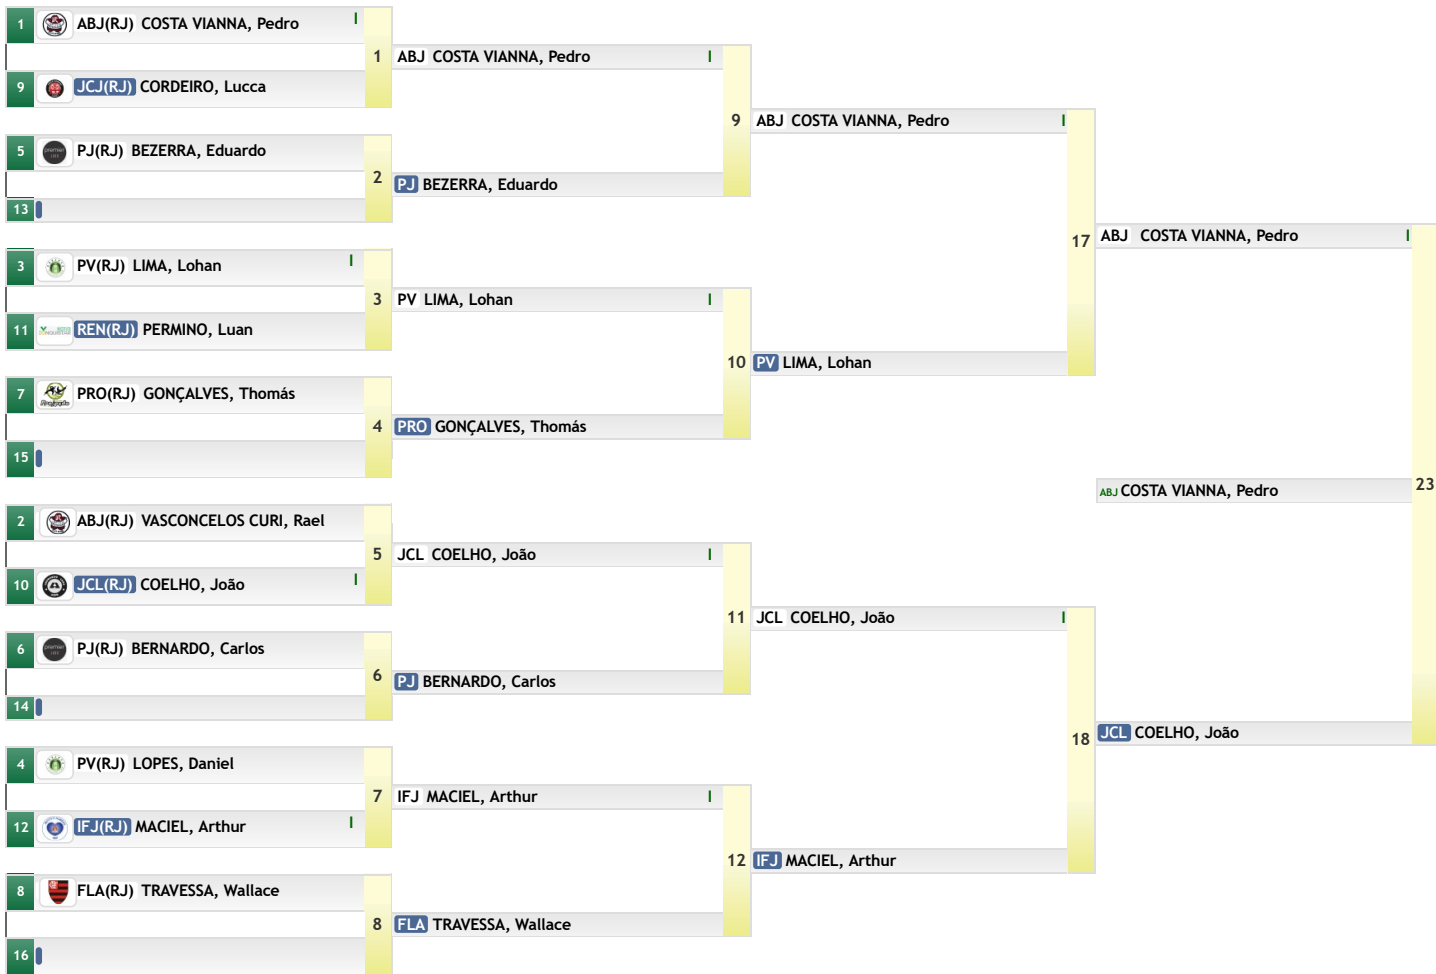 1 ABJ(RJ) COSTA VIANNA, Pedro I
1 ABJ COSTA VIANNA, Pedro I
9 JCJ(RJ) CORDEIRO, Lucca
9 ABJ COSTA VIANNA, Pedro I
5 PJ(RJ) BEZERRA, Eduardo
2 PJ BEZERRA, Eduardo
13
17 ABJ COSTA VIANNA, Pedro I
3 PV(RJ) LIMA, Lohan I
3 PV LIMA, Lohan I
11 REN(RJ) PERMINO, Luan
10 PV LIMA, Lohan
7 PRO(RJ) GONÇALVES, Thomás
4 PRO GONÇALVES, Thomás
15
ABJ COSTA VIANNA, Pedro 23
2 ABJ(RJ) VASCONCELOS CURI, Rael
5 JCL COELHO, João I
10 JCL(RJ) COELHO, João I
11 JCL COELHO, João I
6 PJ(RJ) BERNARDO, Carlos
6 PJ BERNARDO, Carlos
14
18 JCL COELHO, João
4 PV(RJ) LOPES, Daniel
7 IFJ MACIEL, Arthur I
12 IFJ(RJ) MACIEL, Arthur I
12 IFJ MACIEL, Arthur
8 FLA(RJ) TRAVESSA, Wallace
8 FLA TRAVESSA, Wallace
16